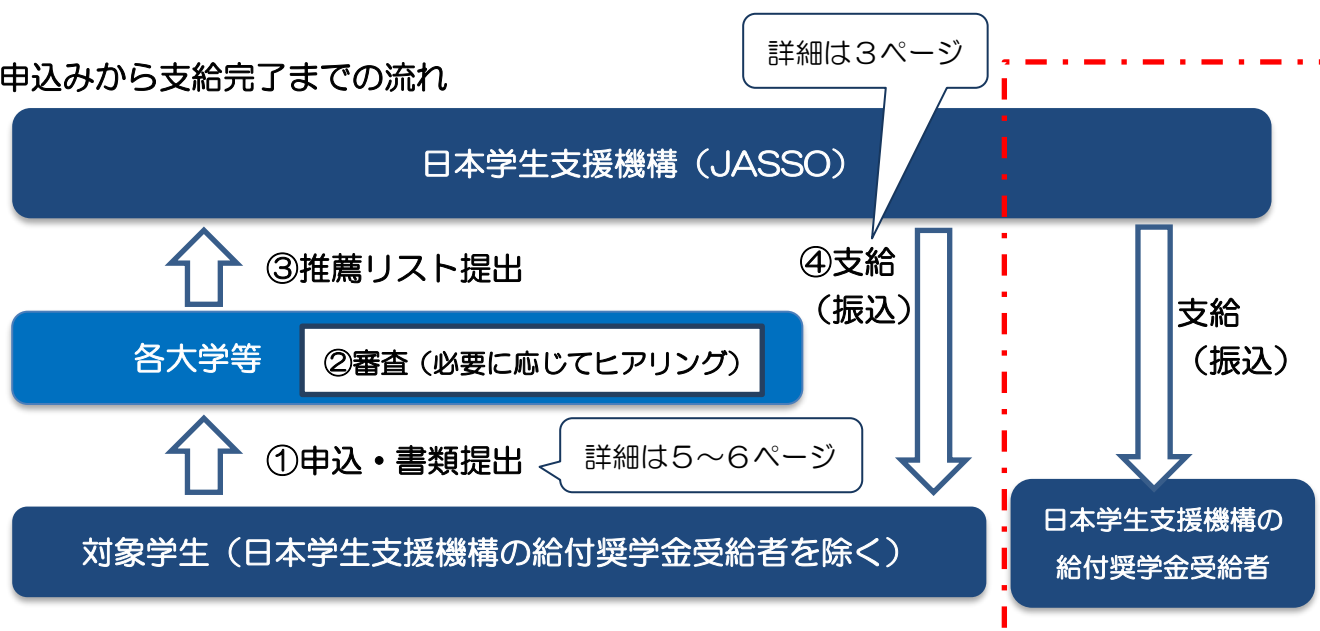 詳細は３ページ
申込みから支給完了までの流れ
日本学生支援機構（JASSO）
③推薦リスト提出
④支給
（振込）
支給
（振込）
各大学等
②審査（必要に応じてヒアリング）
①申込・書類提出
詳細は５～６ページ
対象学生（日本学生支援機構の給付奨学金受給者を除く）
日本学生支援機構の
給付奨学金受給者